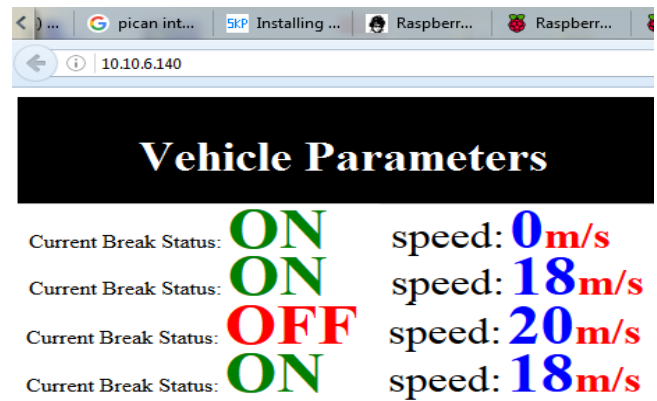 ) ... pican int... SKP Installing ... Raspberr... Raspberr...
10.10.6.140
Vehicle Parameters
Current Break Status: ON speed: 0m/s
Current Break Status: ON speed: 18m/s
Current Break Status: OFF speed: 20m/s
Current Break Status: ON speed: 18m/s